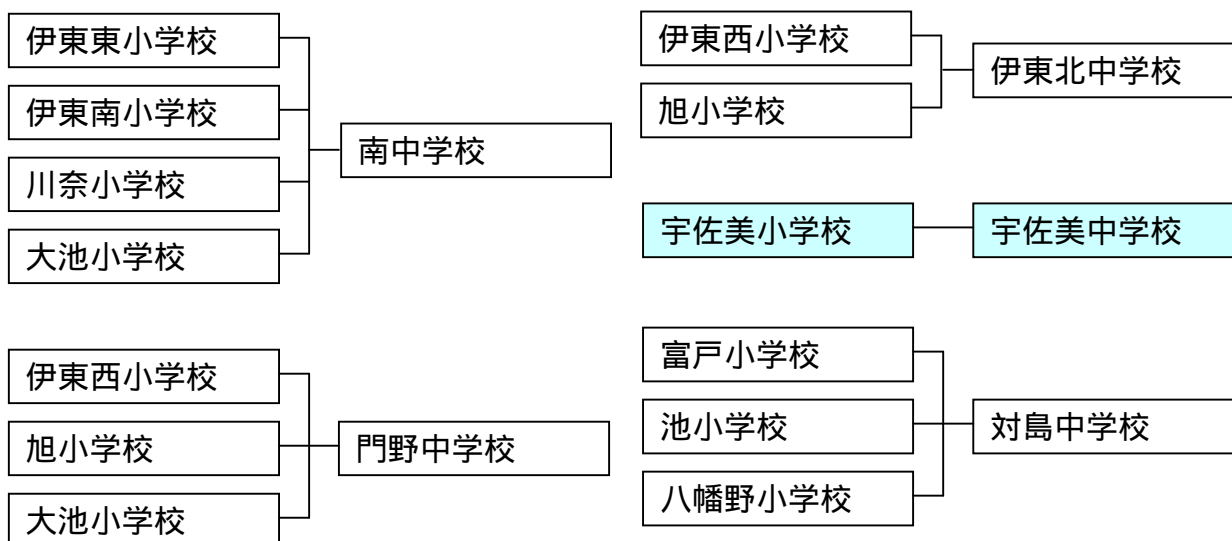 伊東東小学校
伊東南小学校
川奈小学校
大池小学校
南中学校
伊東西小学校
旭小学校
伊東北中学校
宇佐美小学校
宇佐美中学校
伊東西小学校
旭小学校
大池小学校
門野中学校
富戸小学校
池小学校
八幡野小学校
対島中学校